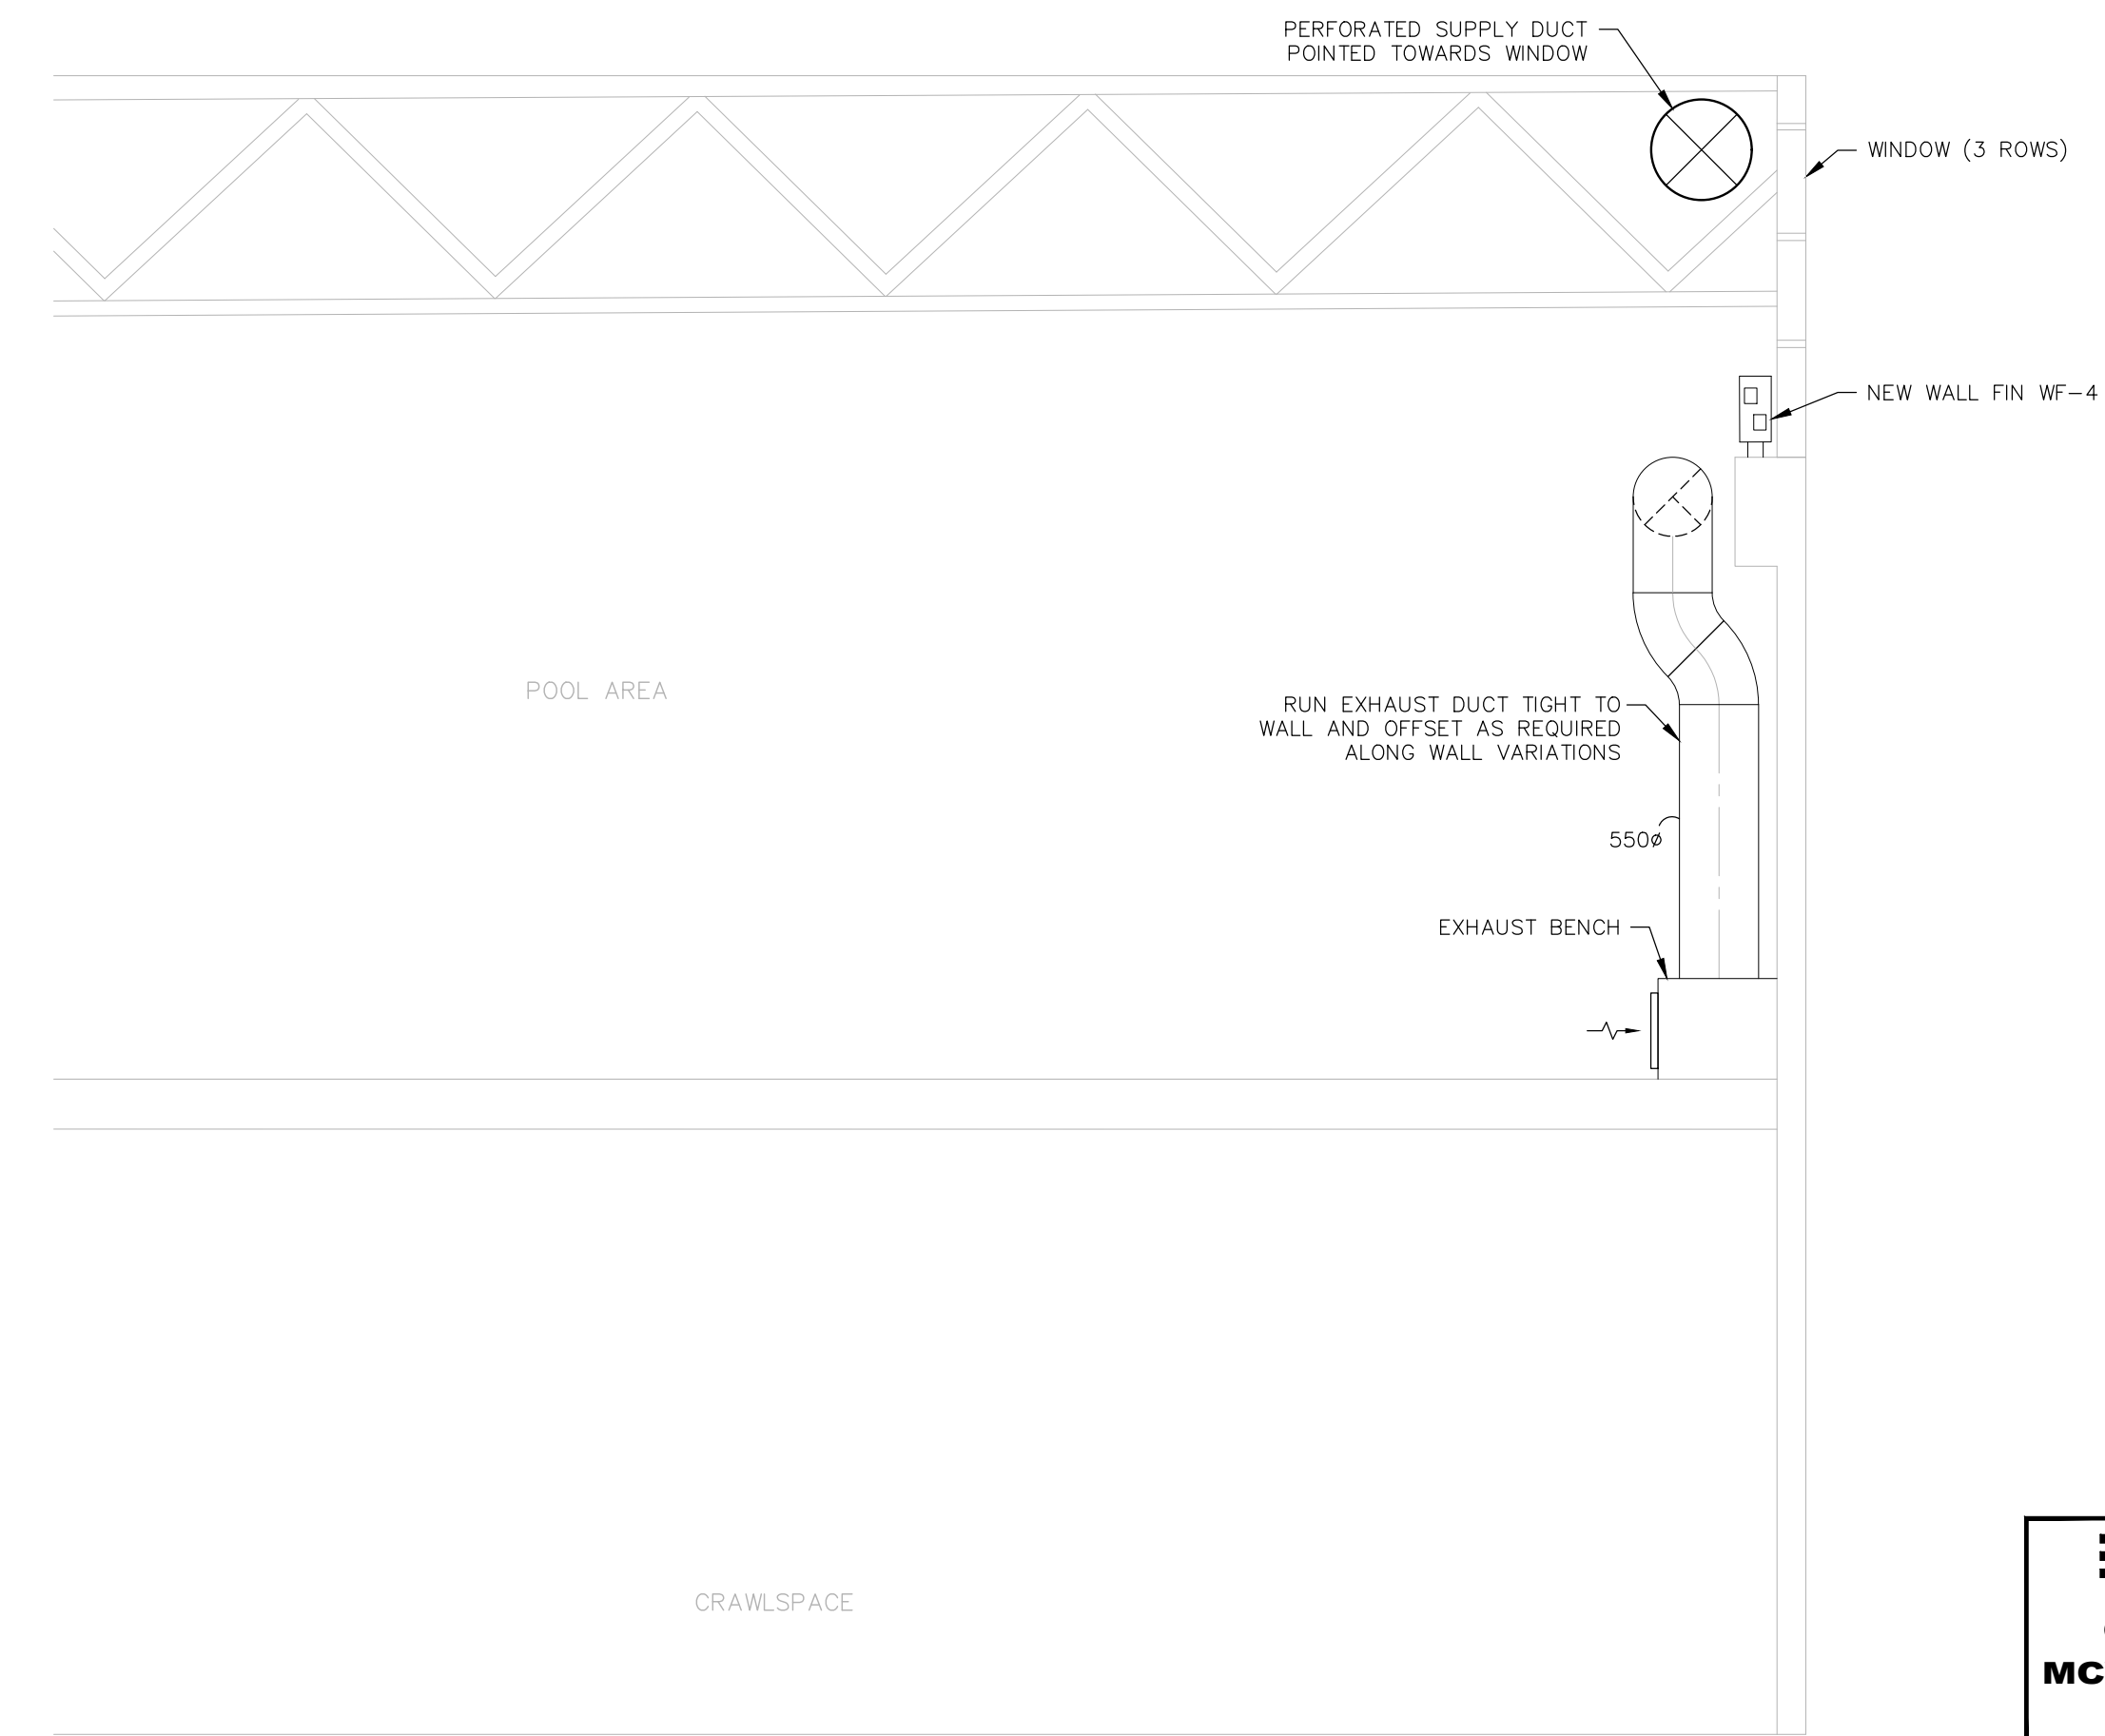 PERFORATED SUPPLY DUCT
POINTED TOWARDS WINDOW
WINDOW (3 ROWS)
NEW WALL FIN WF-4
POOL AREA
RUN EXHAUST DUCT TIGHT TO
WALL AND OFFSET AS REQUIRED
ALONG WALL VARIATIONS
550ø
EXHAUST BENCH
CRAWLSPACE
MC